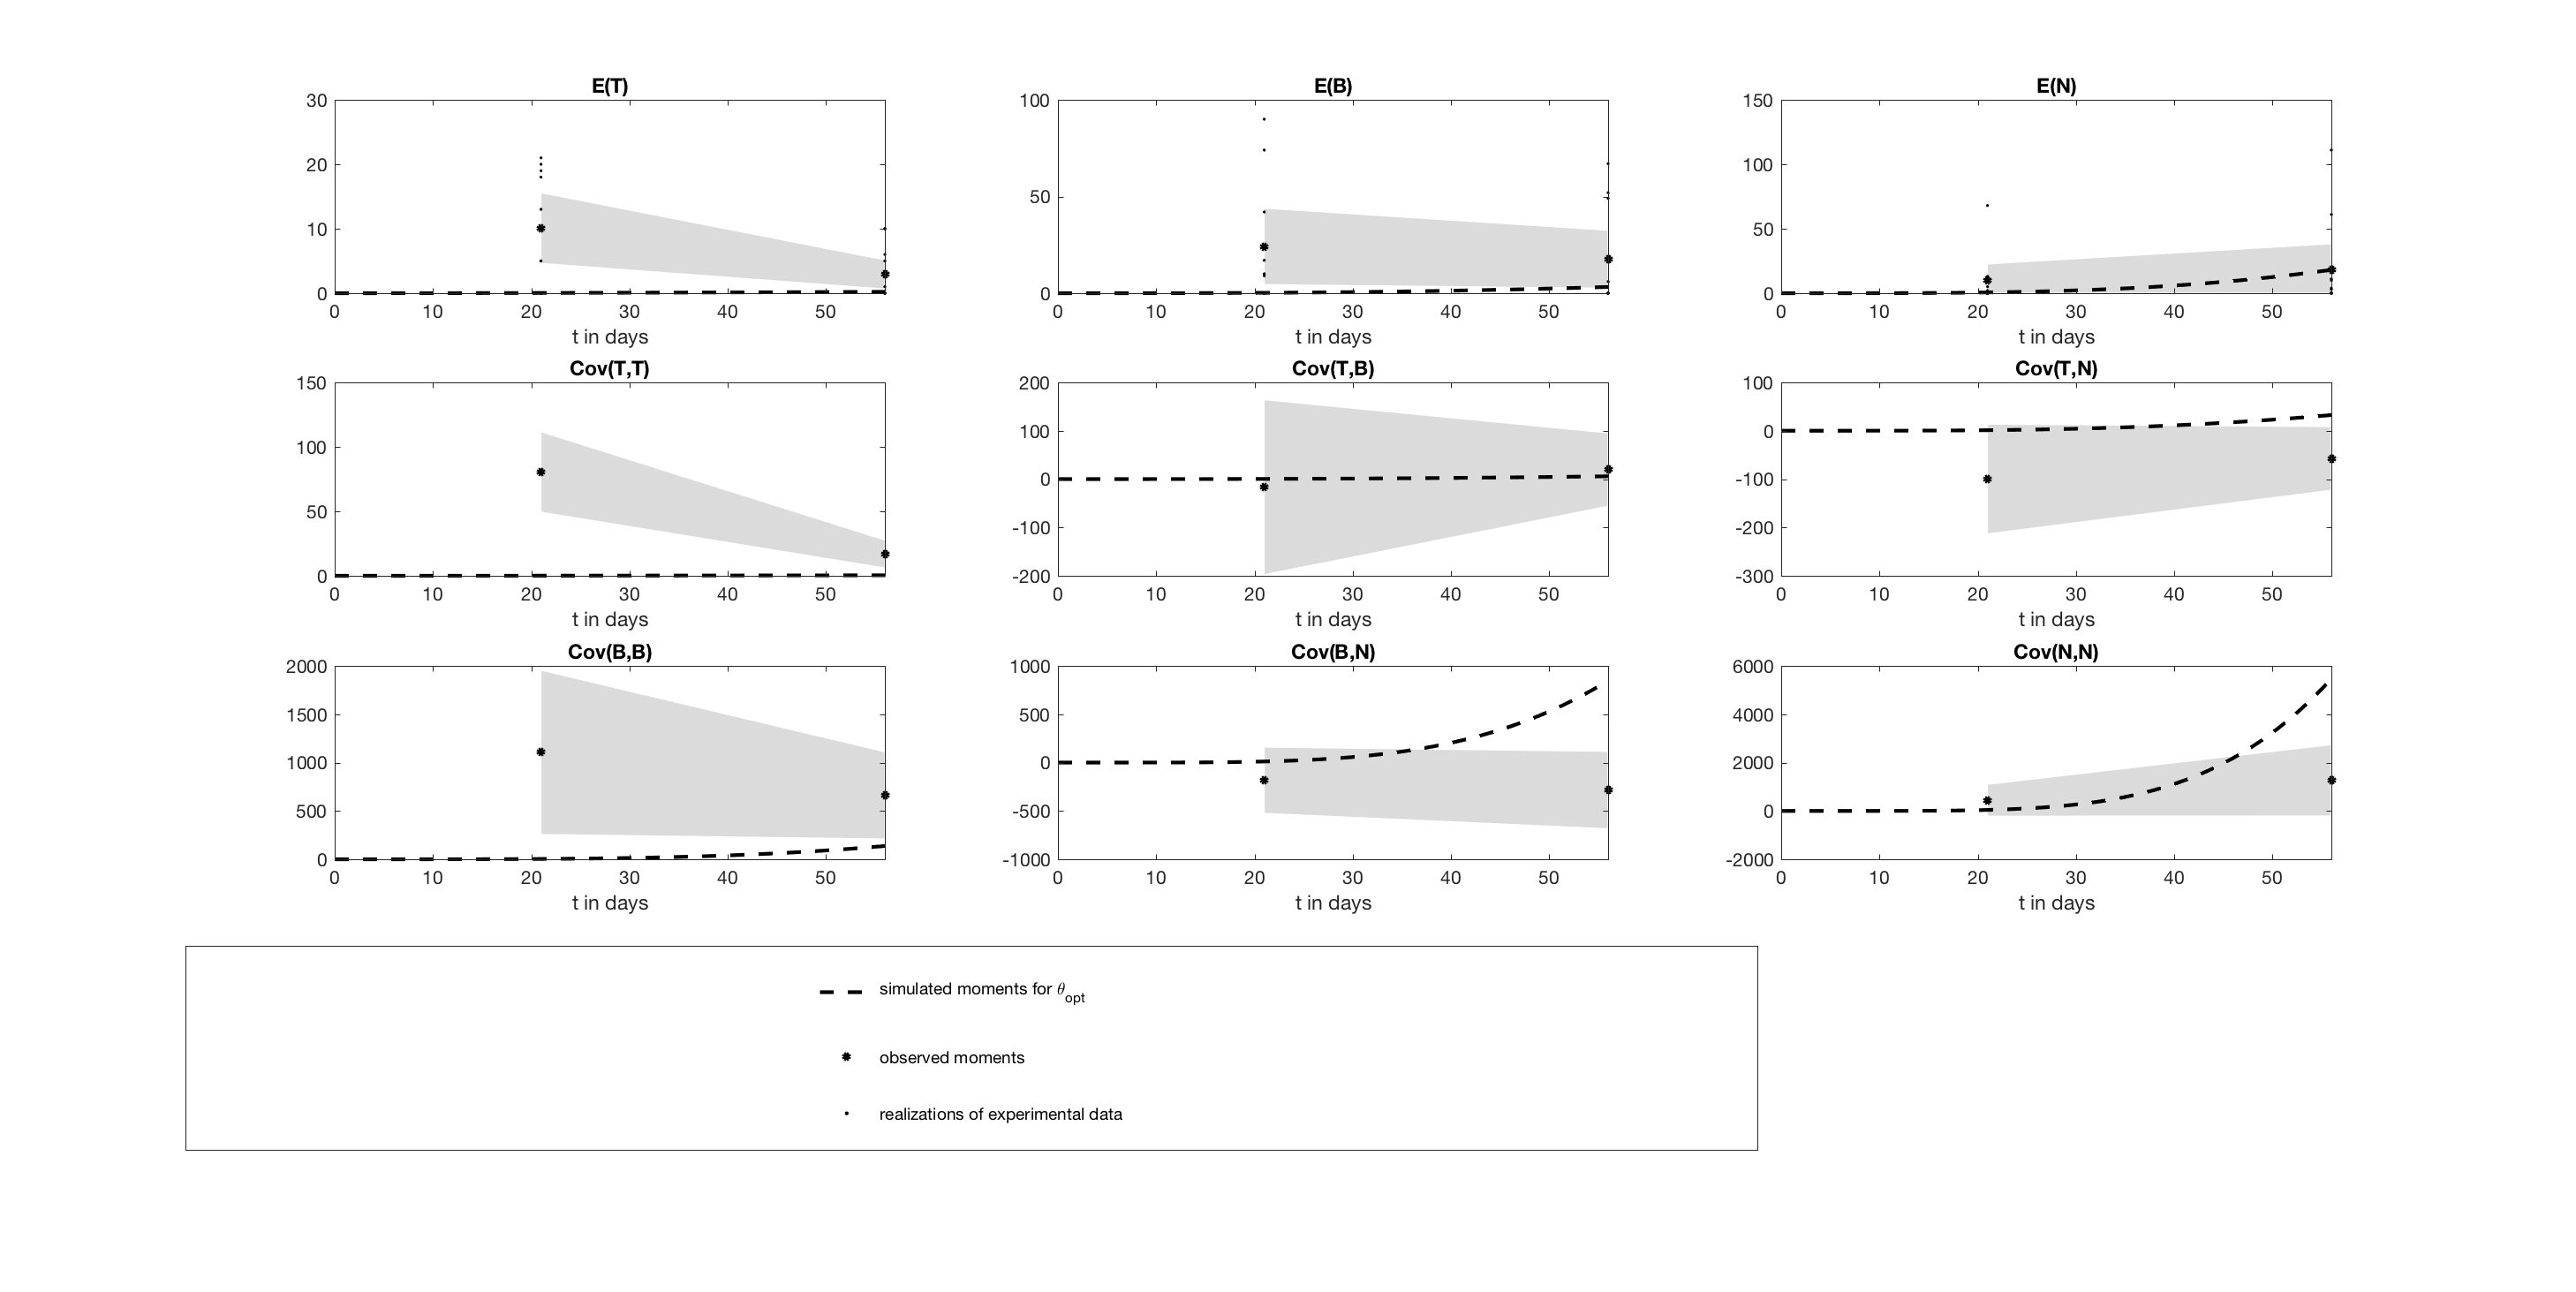 E(T)
30
20
10
0
0 10 20 30 40 50
t in days
E(B)
100
50
0
0 10 20 30 40 50
t in days
E(N)
150
100
50
0
0 10 20 30 40 50
t in days
Cov(T,T)
150
100
50
0
0 10 20 30 40 50
t in days
Cov(T,B)
200
100
0
-100
-200
0 10 20 30 40 50
t in days
Cov(T,N)
100
0
-100
-200
-300
0 10 20 30 40 50
t in days
Cov(B,B)
2000
1500
1000
500
0
0 10 20 30 40 50
t in days
Cov(B,N)
1000
500
0
-500
-1000
0 10 20 30 40 50
t in days
Cov(N,N)
6000
4000
2000
0
-2000
0 10 20 30 40 50
t in days
simulated moments for θopt
observed moments
realizations of experimental data